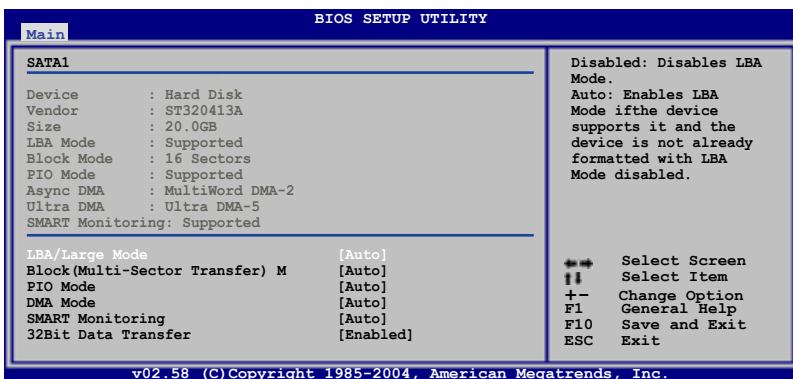 BIOS SETUP UTILITY
Main
SATA1
Device : Hard Disk
Vendor : ST320413A
Size : 20.0GB
LBA Mode : Supported
Block Mode : 16 Sectors
PIO Mode : Supported
Async DMA : MultiWord DMA-2
Ultra DMA : Ultra DMA-5
SMART Monitoring: Supported
LBA/Large Mode [Auto]
Block(Multi-Sector Transfer) M [Auto]
PIO Mode [Auto]
DMA Mode [Auto]
SMART Monitoring [Auto]
32Bit Data Transfer [Enabled]
Disabled: Disables LBA
Mode.
Auto: Enables LBA
Mode ifthe device
supports it and the
device is not already
formatted with LBA
Mode disabled.
Select Screen
Select Item
+- Change Option
F1 General Help
F10 Save and Exit
ESC Exit
v02.58 (C)Copyright 1985-2004, American Megatrends, Inc.